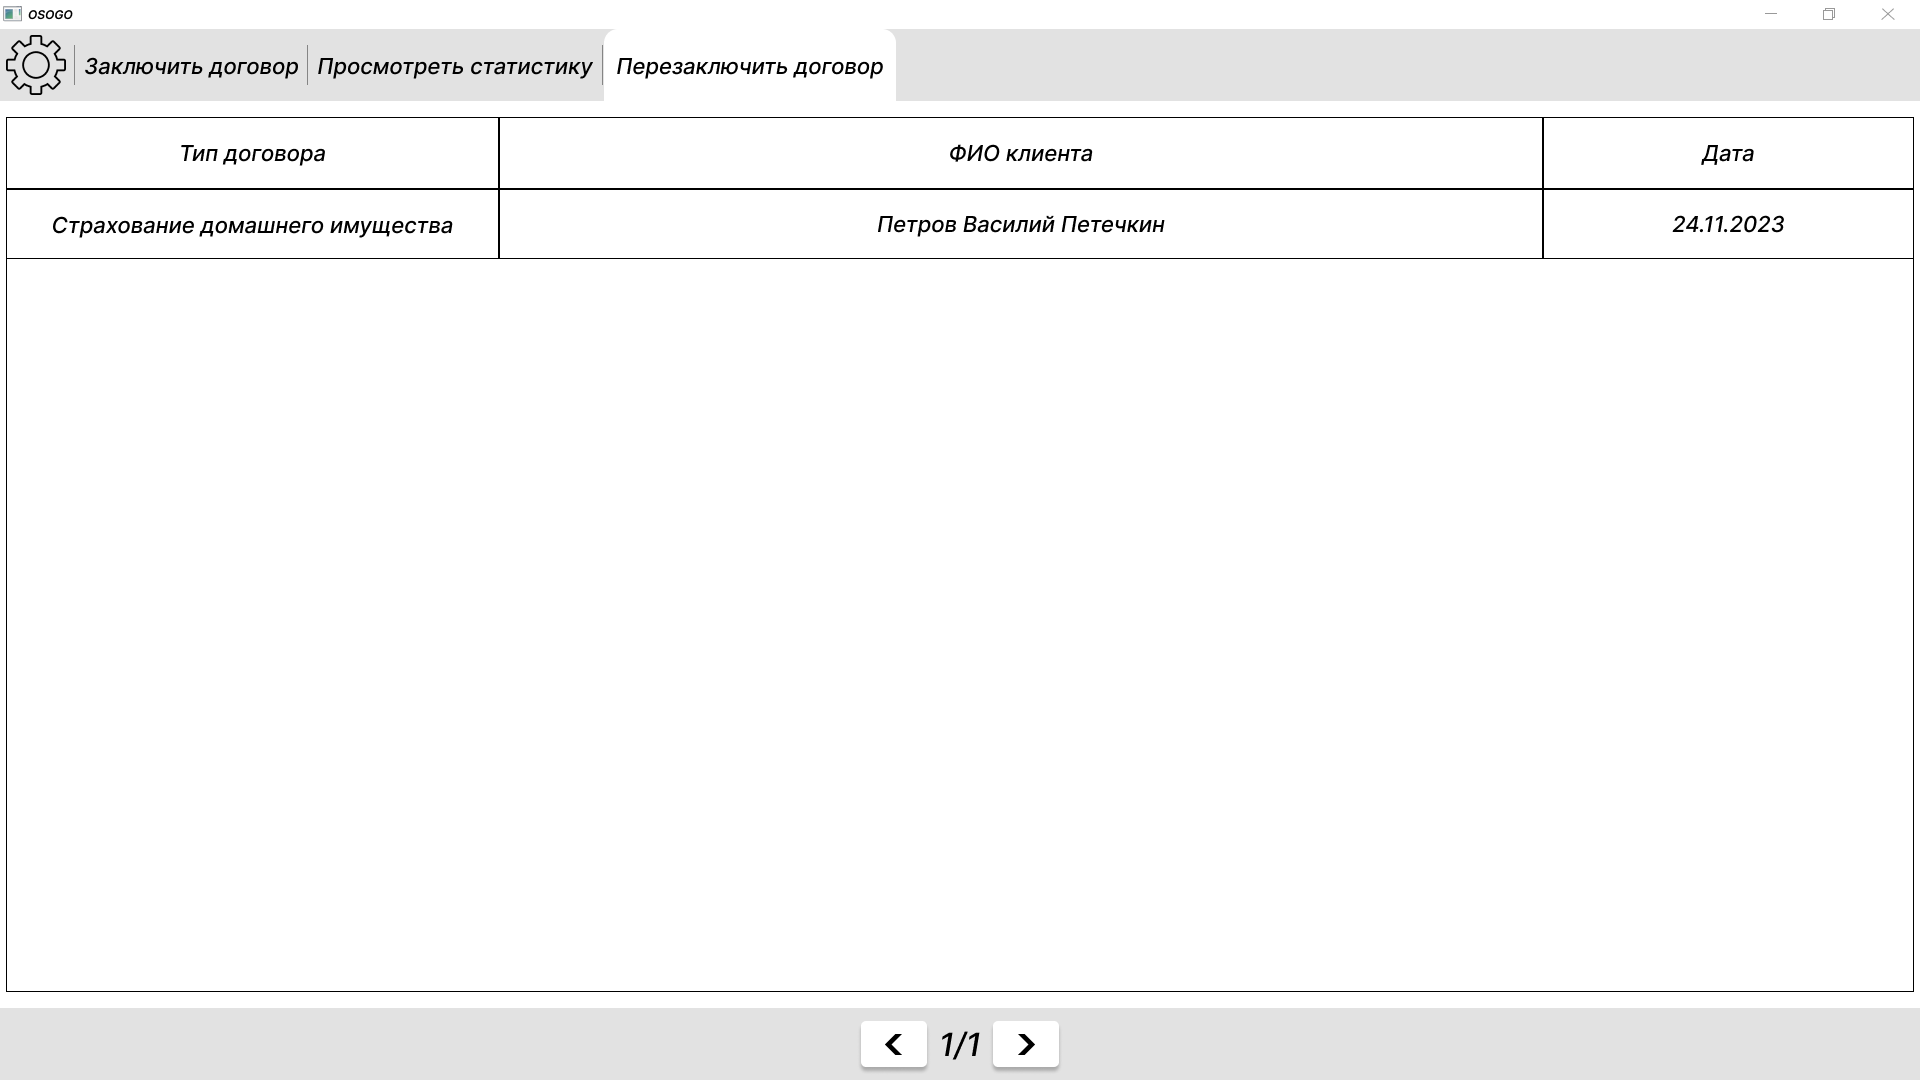 OSOGO
Заключить договор Просмотреть статистику Перезаключить договор
Тип договора ФИО клиента Дата
Страхование домашнего имущества Петров Василий Петечкин 24.11.2023
1/1